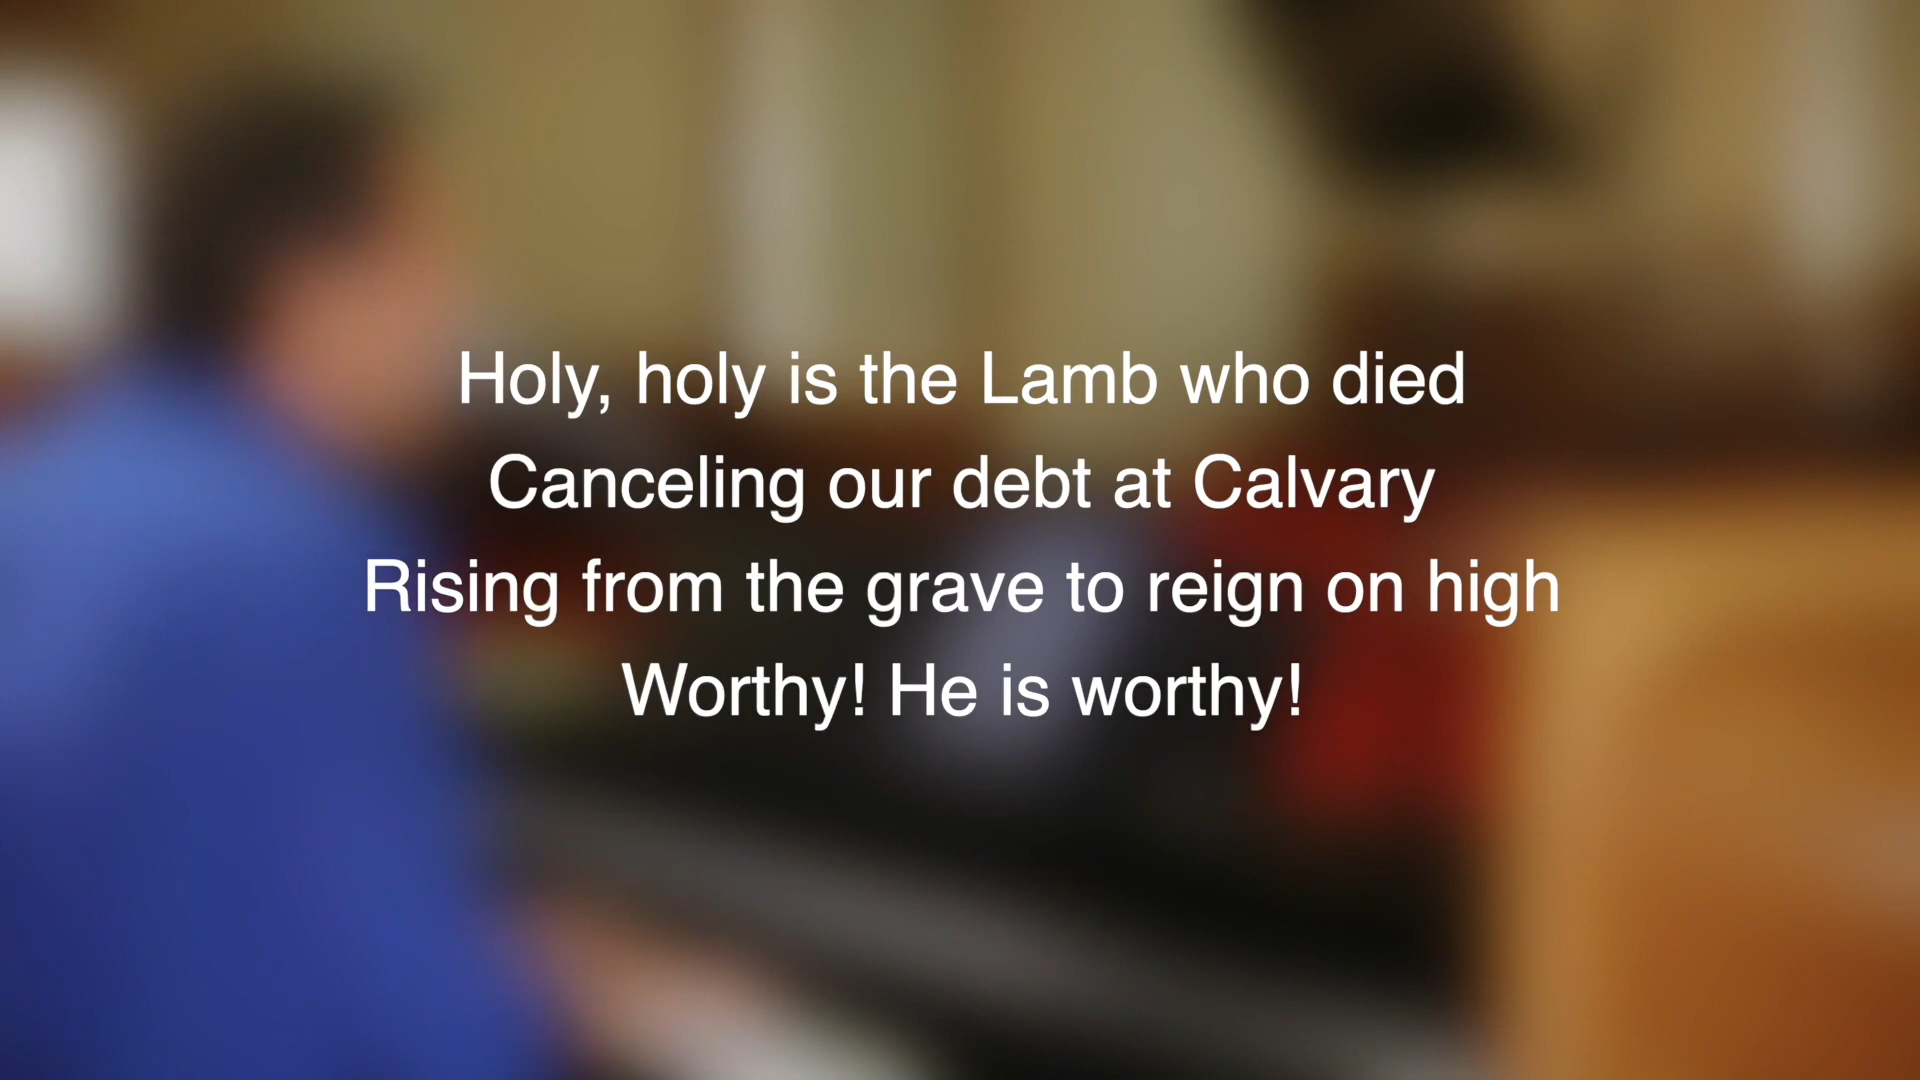 Holy, holy is the Lamb who died
Canceling our debt at Calvary
Rising from the grave to reign on high
Worthy! He is worthy!